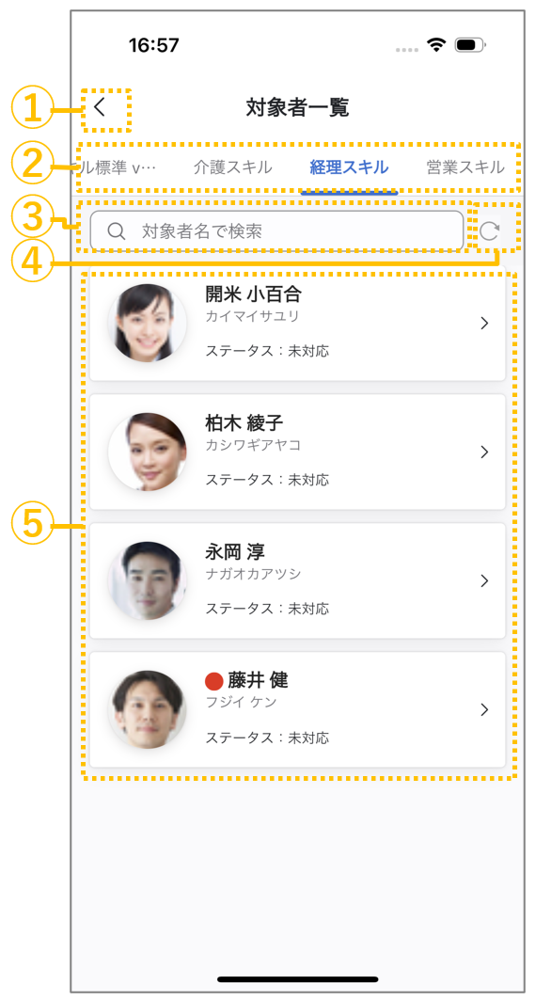 16:57
① 対象者一覧
② ル標準 v… 介護スキル 経理スキル 営業スキル
③ 対象者名で検索
④
開米 小百合
カイマイサユリ
ステータス：未対応
柏木 綾子
カシワギアヤコ
ステータス：未対応
⑤
永岡 淳
ナガオカアツシ
ステータス：未対応
藤井 健
フジイ ケン
ステータス：未対応